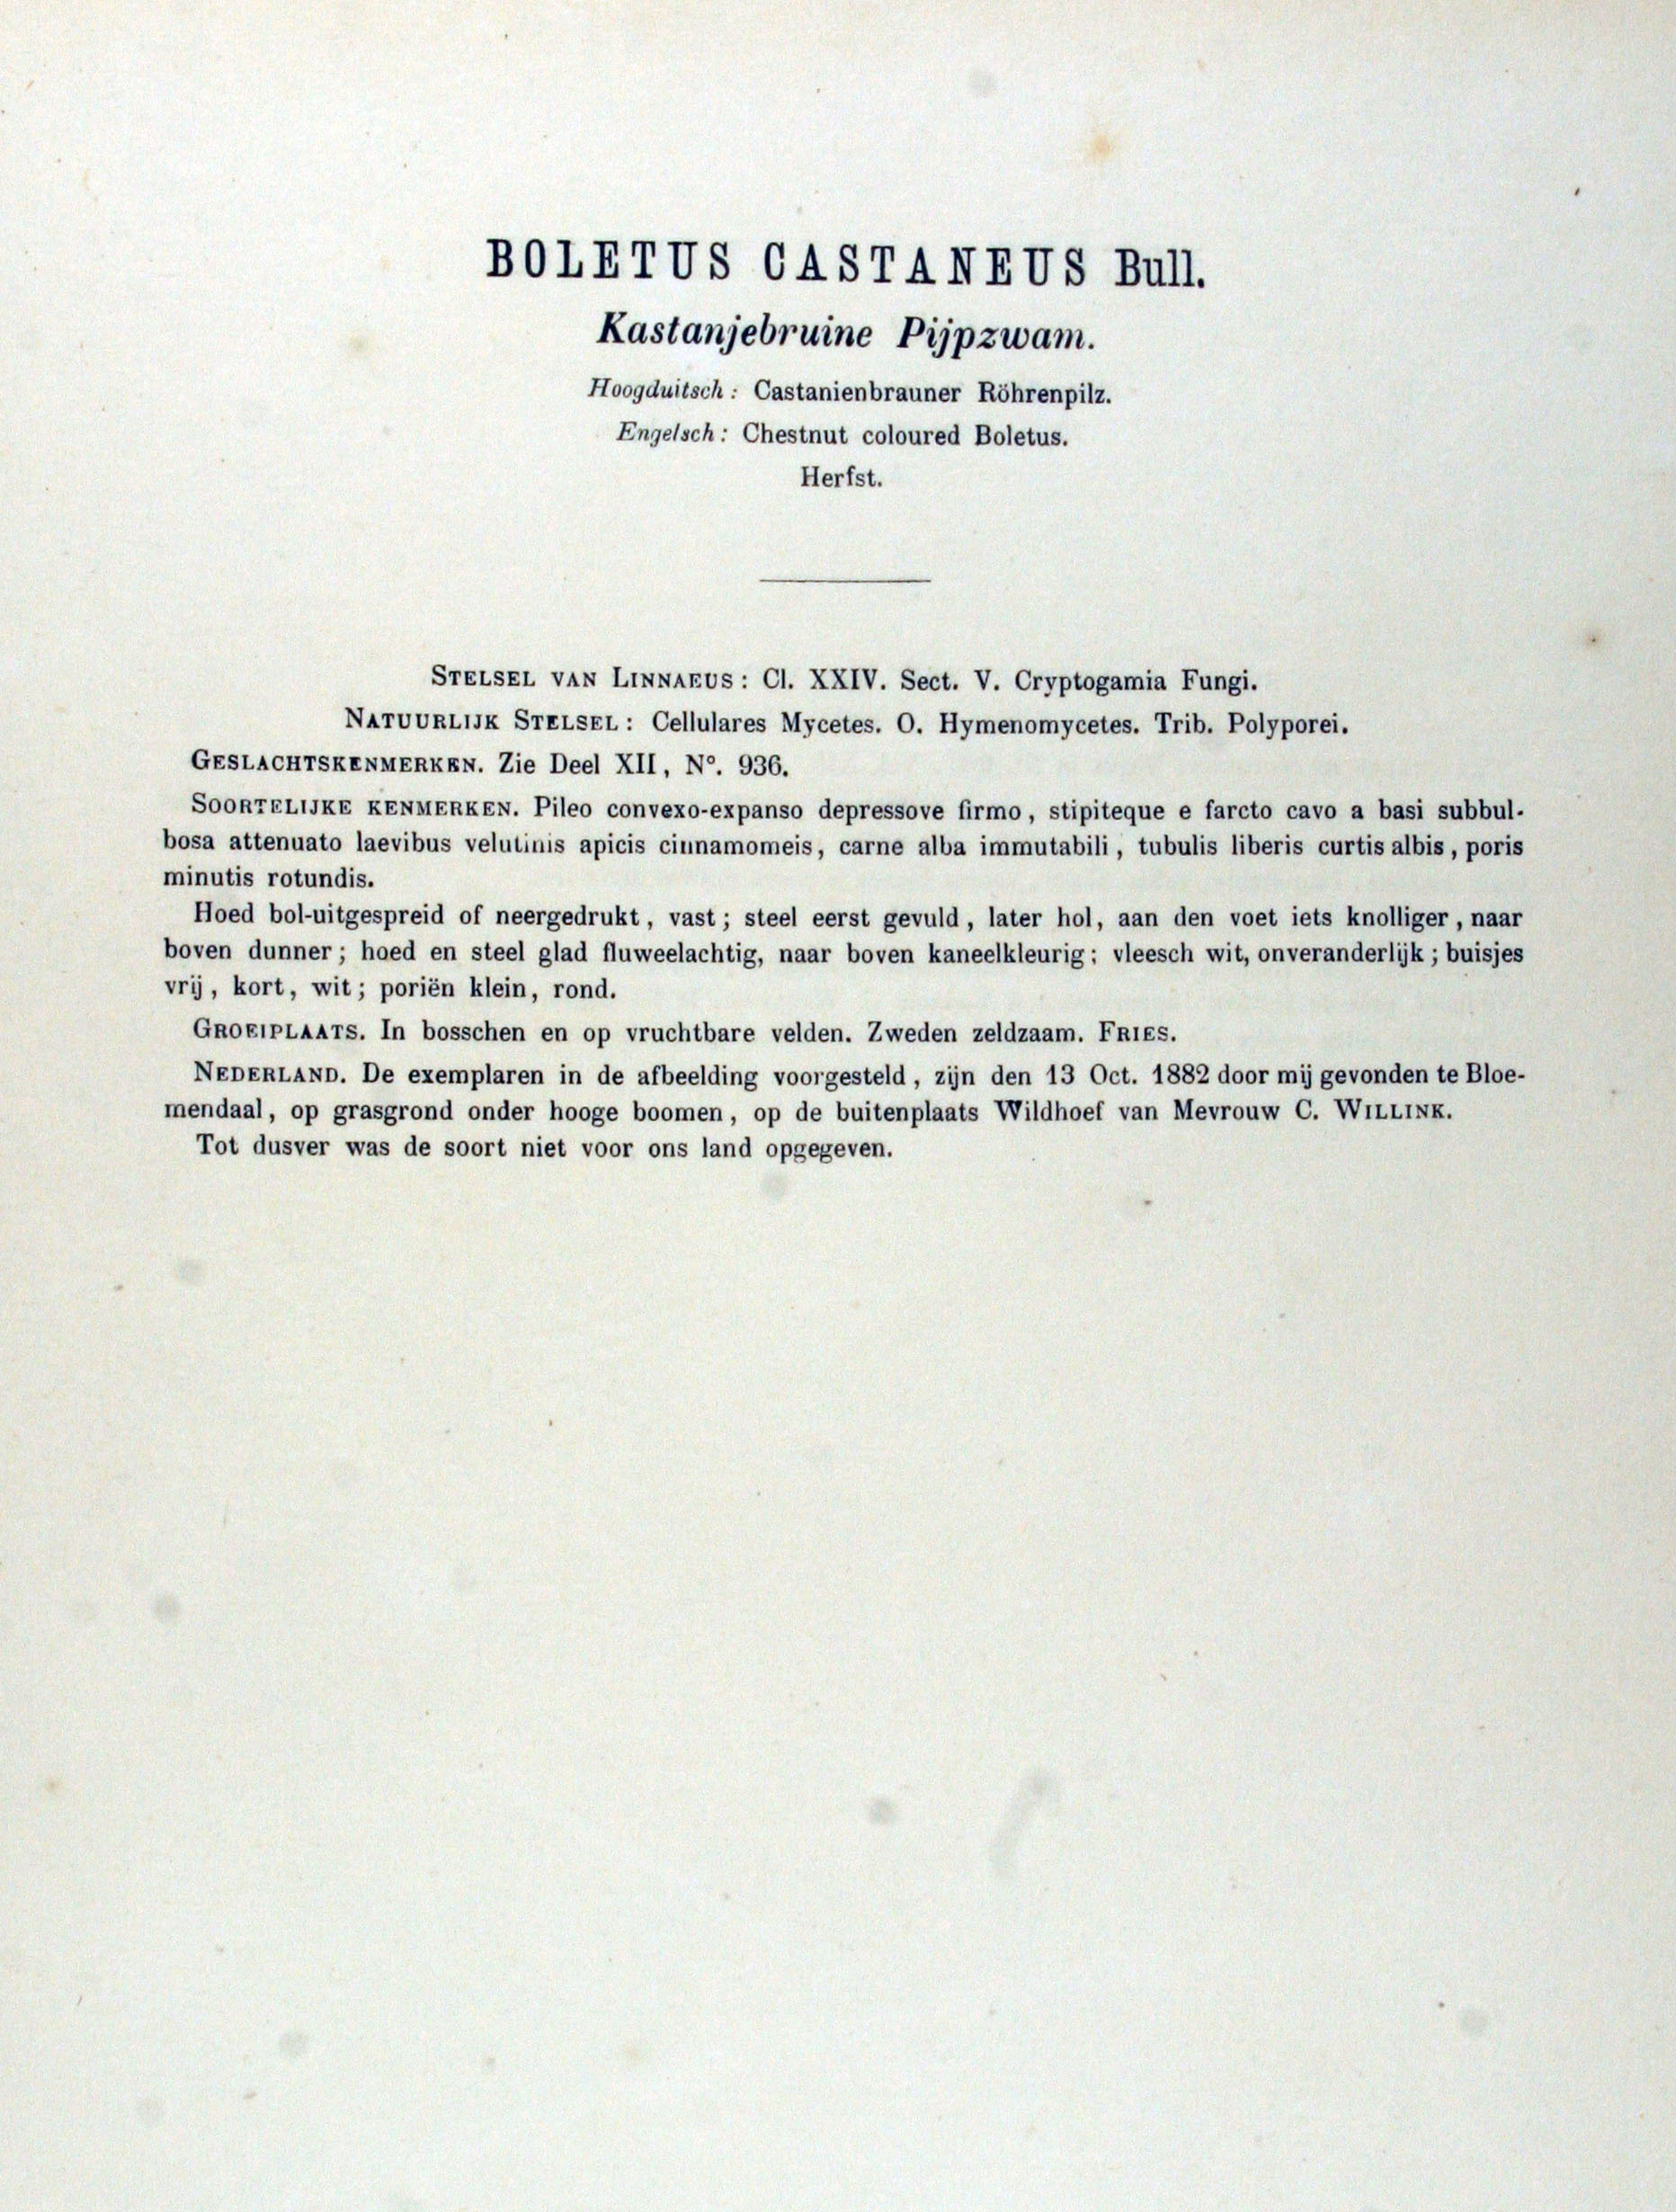 BOLETUS CASTANEUS Bull.
Kastanjebruine Pijpzwam.
Hoogduitsch: Castanienbrauner Röhrenpilz.
Engelsch: Chestnut coloured Boletus.
Herfst.
STELSEL VAN LINNAEUS: Cl. XXIV. Sect. V. Cryptogamia Fungi.
NATUURLIJK STELSEL: Cellulares Mycetes. O. Hymenomycetes. Trib. Polyporei.
GESLACHTSKENMERKEN. Zie Deel XII, N°. 936.
SOORTELIJKE KENMERKEN. Pileo convexo-expanso depressove firmo, stipiteque e farcto cavo a basi subbul-
bosa attenuato laevibus velutinis apicis cinnamomeis, carne alba immutabili, tubulis liberis curtis albis, poris
minutis rotundis.
Hoed bol-uitgespreid of neergedrukt, vast; steel eerst gevuld, later hol, aan den voet iets knolliger, naar
boven dunner; hoed en steel glad fluweelachtig, naar boven kaneelkleurig; vleesch wit, onveranderlijk; buisjes
vrij, kort, wit; poriën klein, rond.
GROEIPLAATS. In bosschen en op vruchtbare velden. Zweden zeldzaam. FRIES.
NEDERLAND. De exemplaren in de afbeelding voorgesteld, zijn den 13 Oct. 1882 door mij gevonden te Bloe-
mendaal, op grasgrond onder hooge boomen, op de buitenplaats Wildhoef van Mevrouw C. WILLINK.
Tot dusver was de soort niet voor ons land opgegeven.